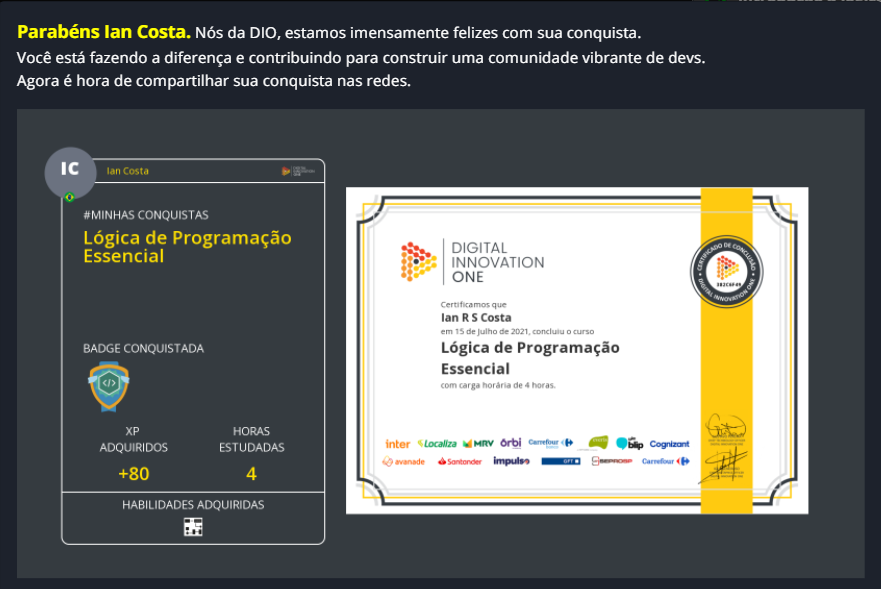 Parabéns Ian Costa. Nós da DIO, estamos imensamente felizes com sua conquista.
Você está fazendo a diferença e contribuindo para construir uma comunidade vibrante de devs.
Agora é hora de compartilhar sua conquista nas redes.
IC
Ian Costa
#MINHAS CONQUISTAS
Lógica de Programação
Essencial
BADGE CONQUISTADA
</>
XP
ADQUIRIDOS
+80
HORAS
ESTUDADAS
4
HABILIDADES ADQUIRIDAS
DIGITAL
INNOVATION
ONE
CERTIFICADO DE CONCLUSÃO
DIGITAL INNOVATION ONE
Certificamos que
Ian R S Costa
em 15 de Julho de 2021, concluiu o curso
Lógica de Programação
Essencial
com carga horária de 4 horas.
inter Localiza MRV órbi Carrefour blip Cognizant
avanade Santander impulso GFT Carrefour